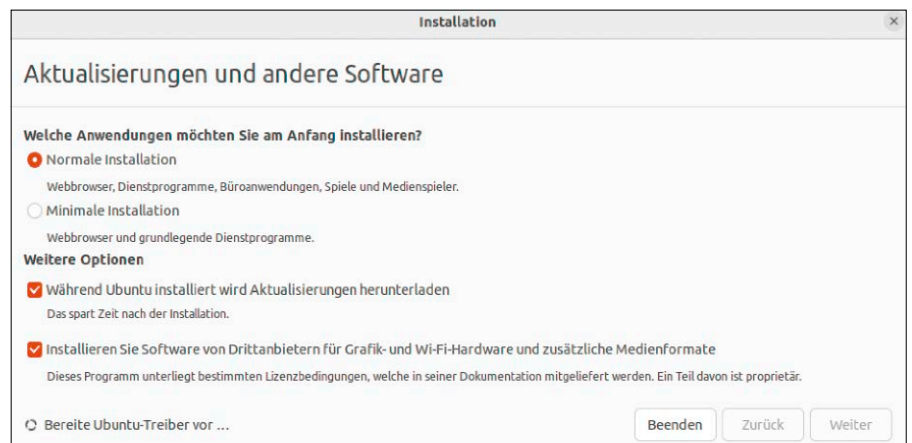 Installation
Aktualisierungen und andere Software
Welche Anwendungen möchten Sie am Anfang installieren?
Normale Installation
Webbrowser, Dienstprogramme, Büroanwendungen, Spiele und Medienspieler.
Minimale Installation
Webbrowser und grundlegende Dienstprogramme.
Weitere Optionen
Während Ubuntu installiert wird Aktualisierungen herunterladen
Das spart Zeit nach der Installation.
Installieren Sie Software von Drittanbietern für Grafik- und Wi-Fi-Hardware und zusätzliche Medienformate
Dieses Programm unterliegt bestimmten Lizenzbedingungen, welche in seiner Dokumentation mitgeliefert werden. Ein Teil davon ist proprietär.
Bereite Ubuntu-Treiber vor … Beenden Zurück Weiter